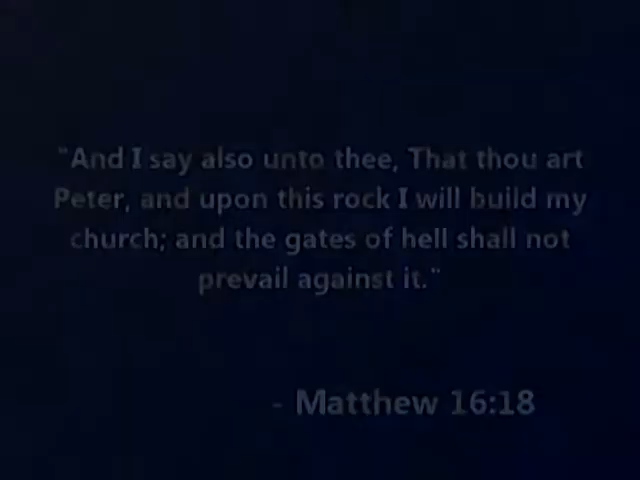 "And I say also unto thee, That thou art
Peter, and upon this rock I will build my
church; and the gates of hell shall not
prevail against it."
- Matthew 16:18